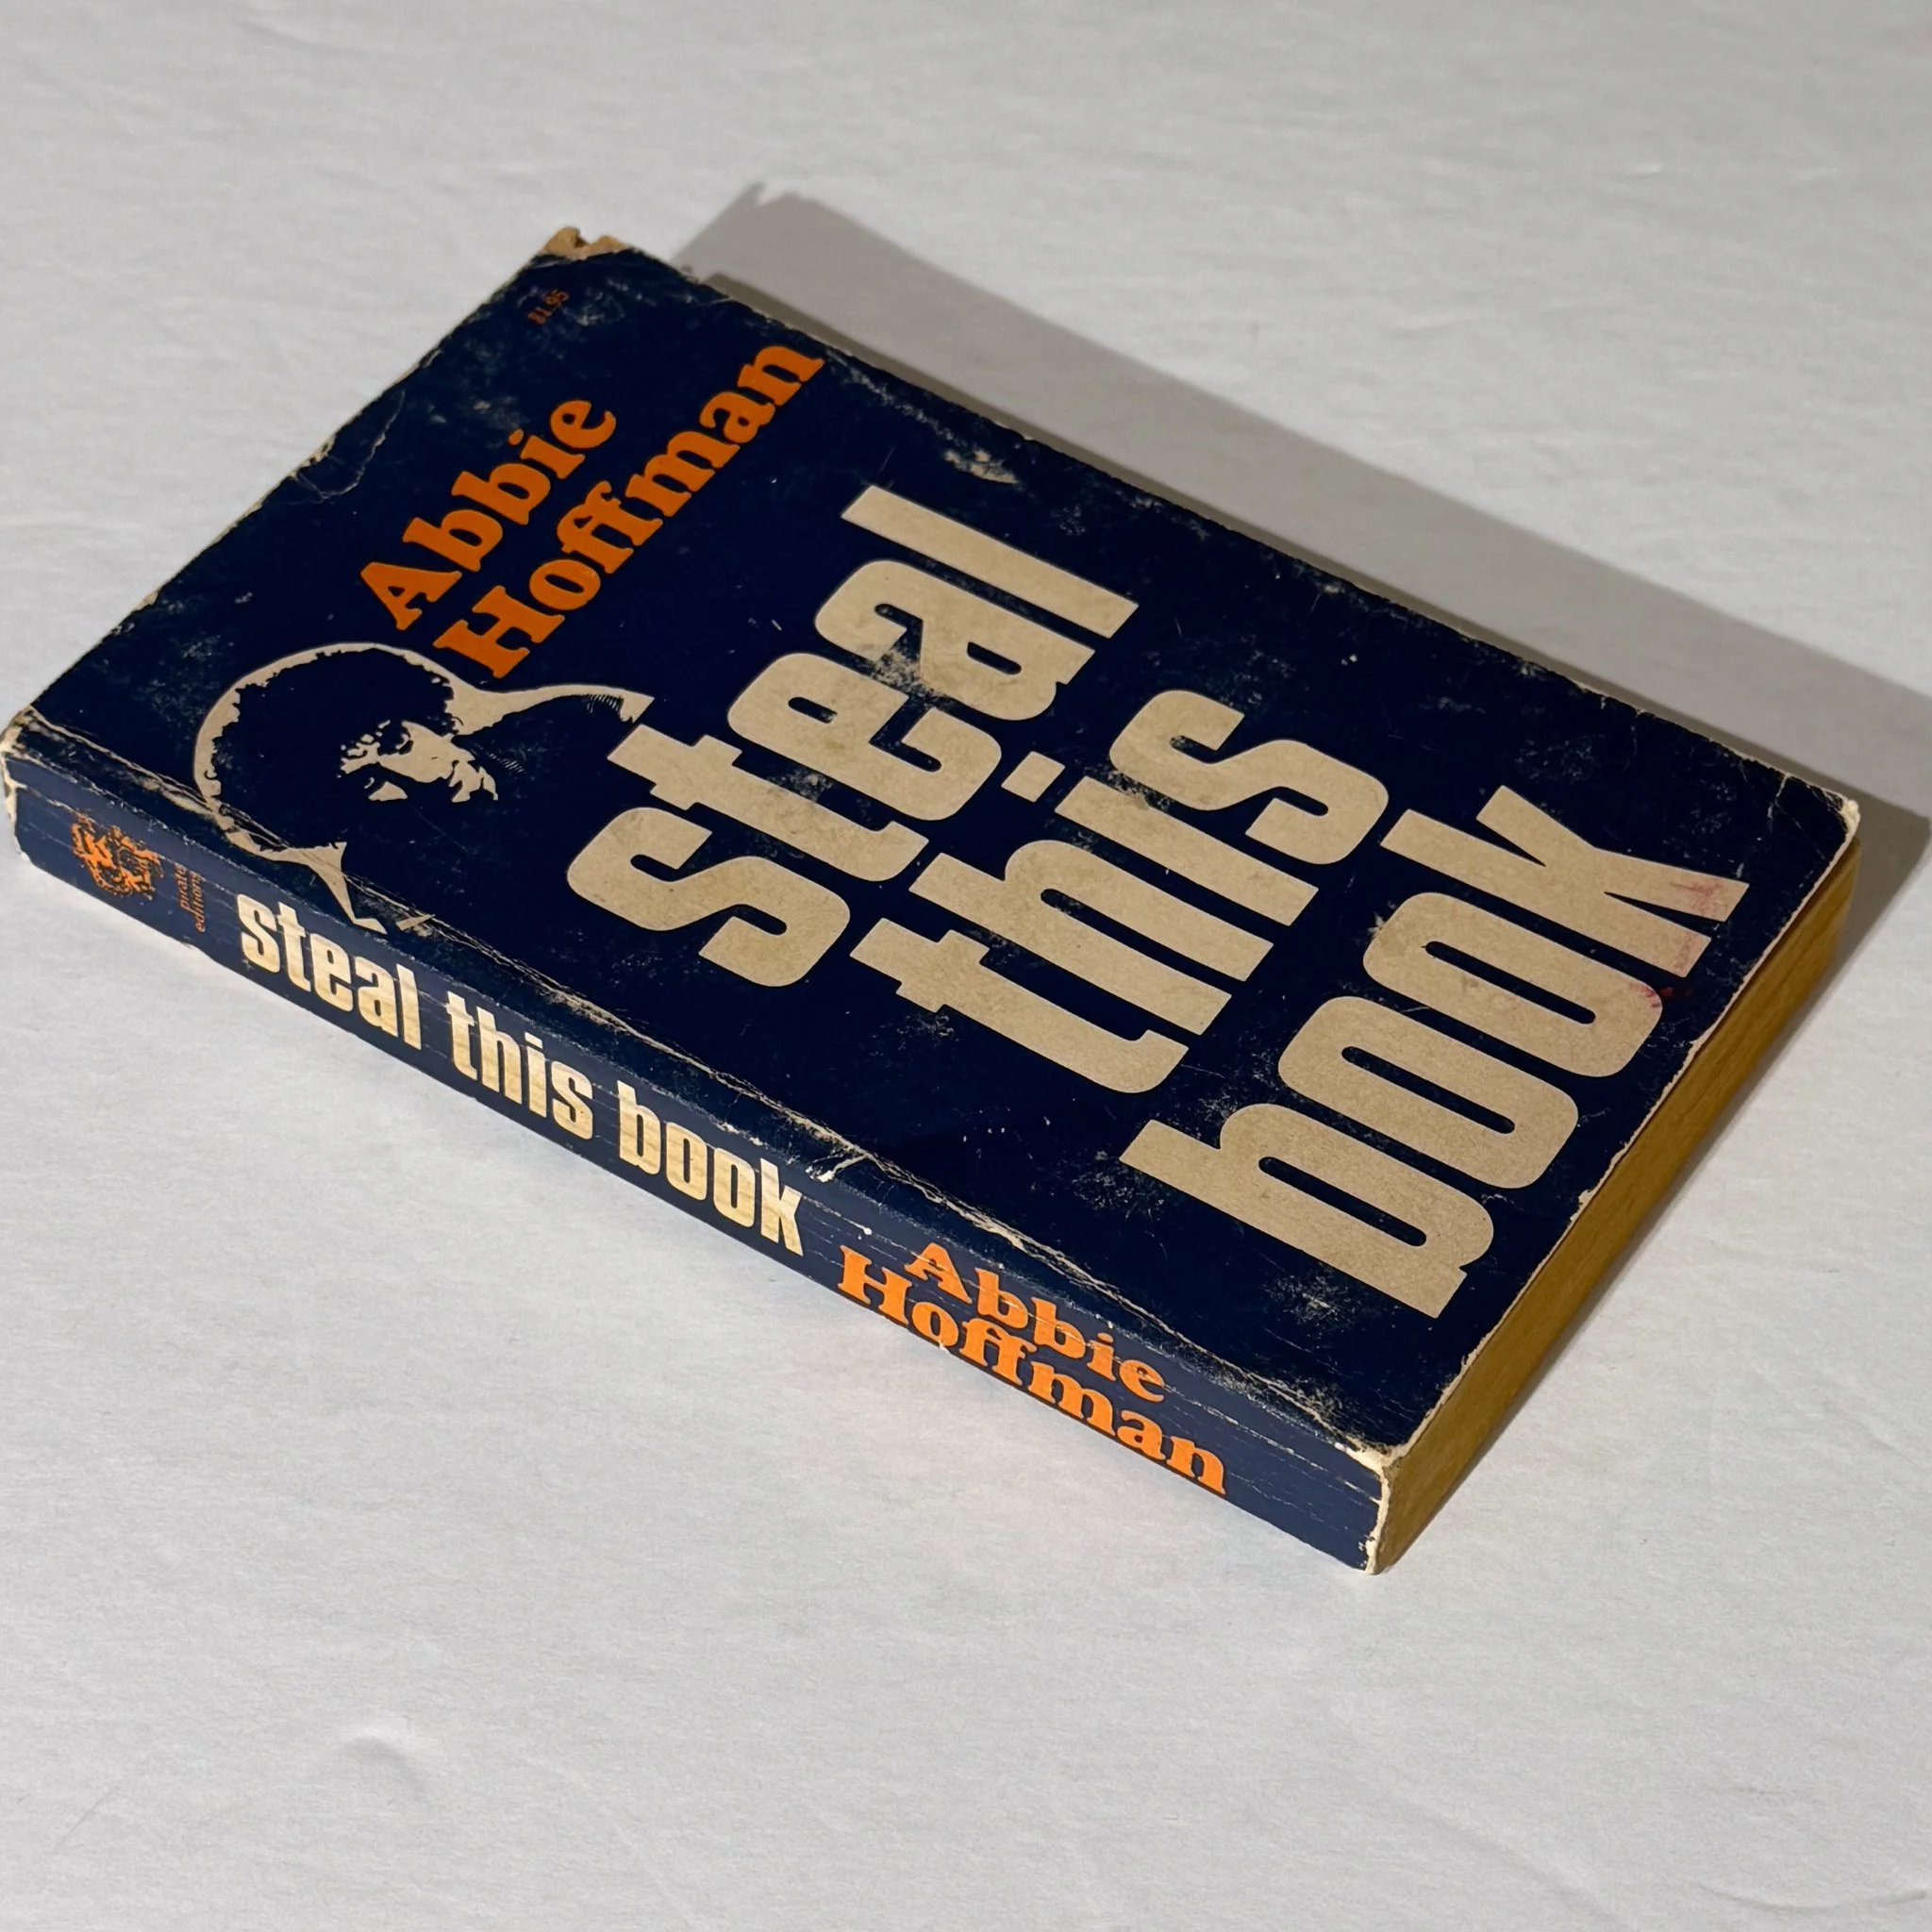 $1.95
Abbie
Hoffman
steal
this
book
pirate
editions
steal this book
Abbie
Hoffman